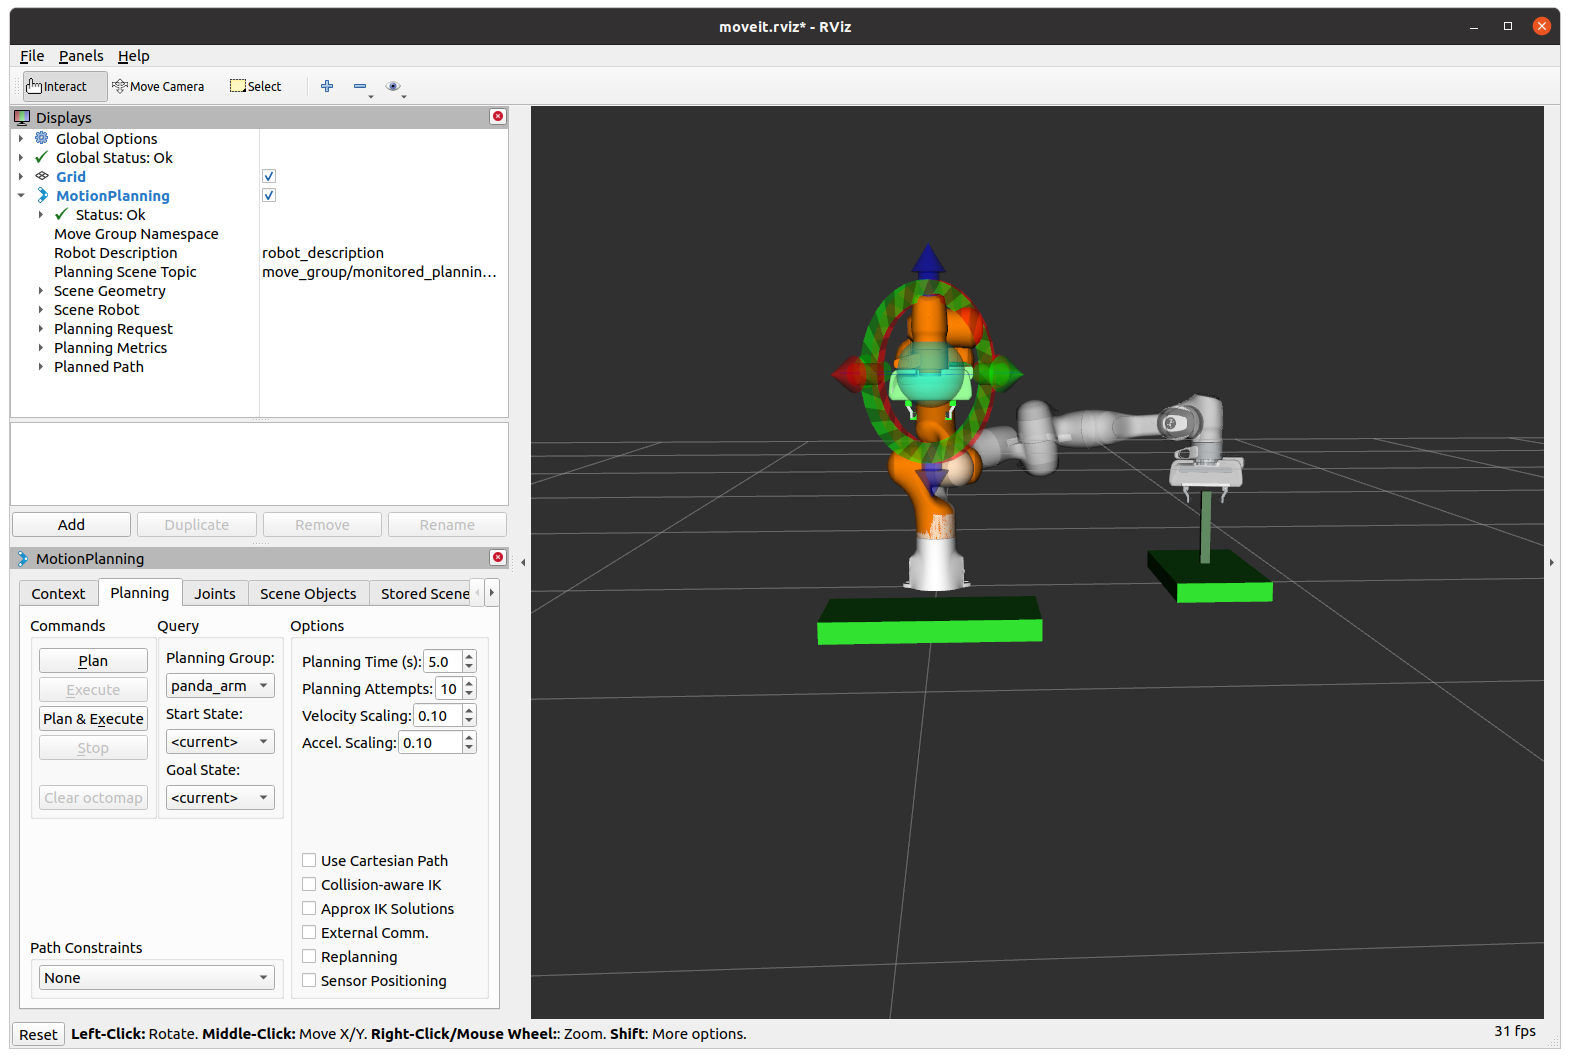 moveit.rviz* - RViz
File Panels Help
Interact Move Camera Select
Displays
Global Options
Global Status: Ok
Grid
MotionPlanning
Status: Ok
Move Group Namespace
Robot Description robot_description
Planning Scene Topic move_group/monitored_plannin...
Scene Geometry
Scene Robot
Planning Request
Planning Metrics
Planned Path
Add Duplicate Remove Rename
MotionPlanning
Context Planning Joints Scene Objects Stored Scene
Commands Query Options
Plan
Execute
Plan & Execute
Stop
Clear octomap
Planning Group:
panda_arm
Start State:
<current>
Goal State:
<current>
Planning Time (s): 5.0
Planning Attempts: 10
Velocity Scaling: 0.10
Accel. Scaling: 0.10
Use Cartesian Path
Collision-aware IK
Approx IK Solutions
External Comm.
Replanning
Sensor Positioning
Path Constraints
None
Reset Left-Click: Rotate. Middle-Click: Move X/Y. Right-Click/Mouse Wheel:: Zoom. Shift: More options. 31 fps